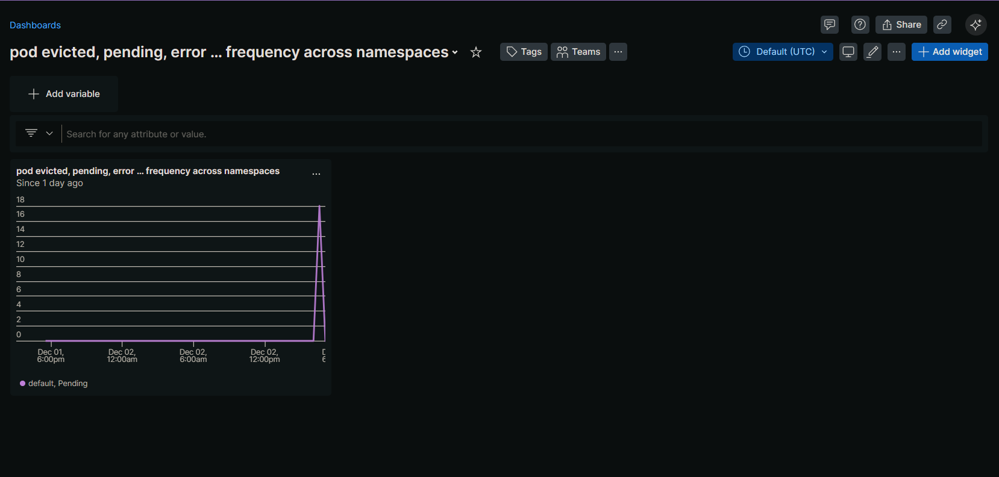 Dashboards
Share
pod evicted, pending, error ... frequency across namespaces
Tags
Teams
Default (UTC)
Add widget
Add variable
Search for any attribute or value.
pod evicted, pending, error ... frequency across namespaces
Since 1 day ago
18
16
14
12
10
8
6
4
2
0
Dec 01,
6:00pm
Dec 02,
12:00am
Dec 02,
6:00am
Dec 02,
12:00pm
default, Pending